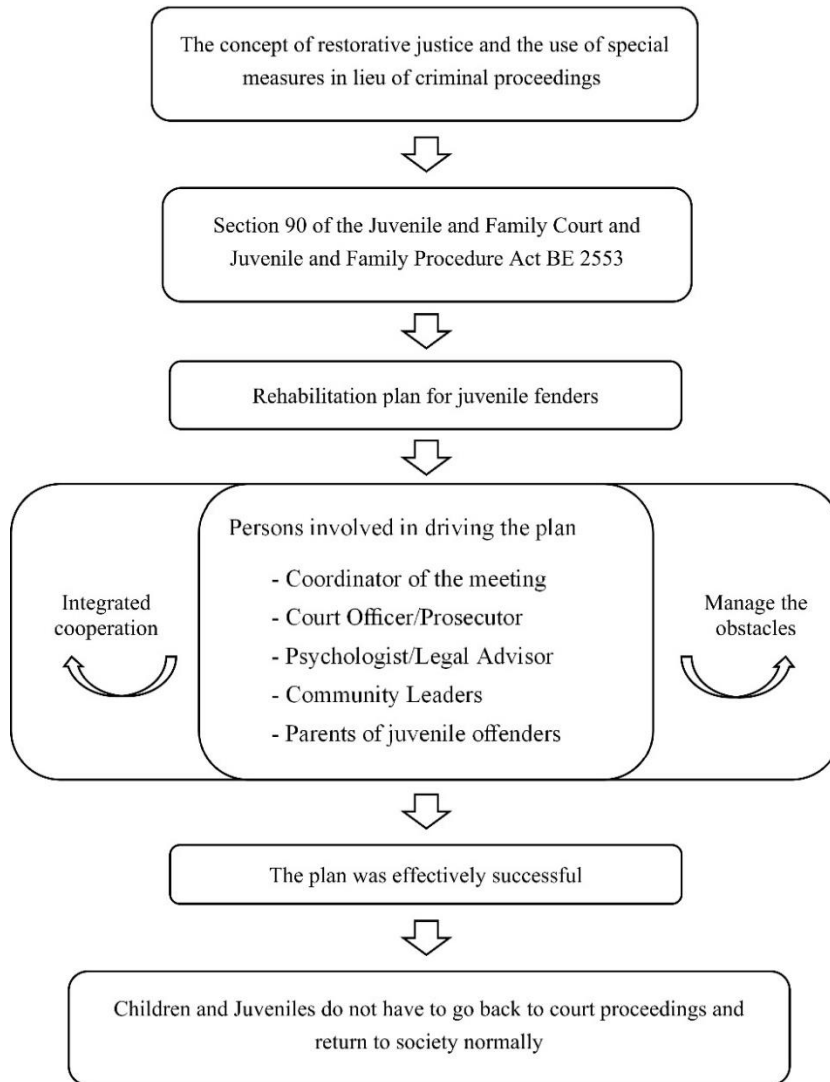 The concept of restorative justice and the use of special
measures in lieu of criminal proceedings
Section 90 of the Juvenile and Family Court and
Juvenile and Family Procedure Act BE 2553
Rehabilitation plan for juvenile fenders
Persons involved in driving the plan
- Coordinator of the meeting
- Court Officer/Prosecutor
- Psychologist/Legal Advisor
- Community Leaders
- Parents of juvenile offenders
Integrated
cooperation
Manage the
obstacles
The plan was effectively successful
Children and Juveniles do not have to go back to court proceedings and
return to society normally